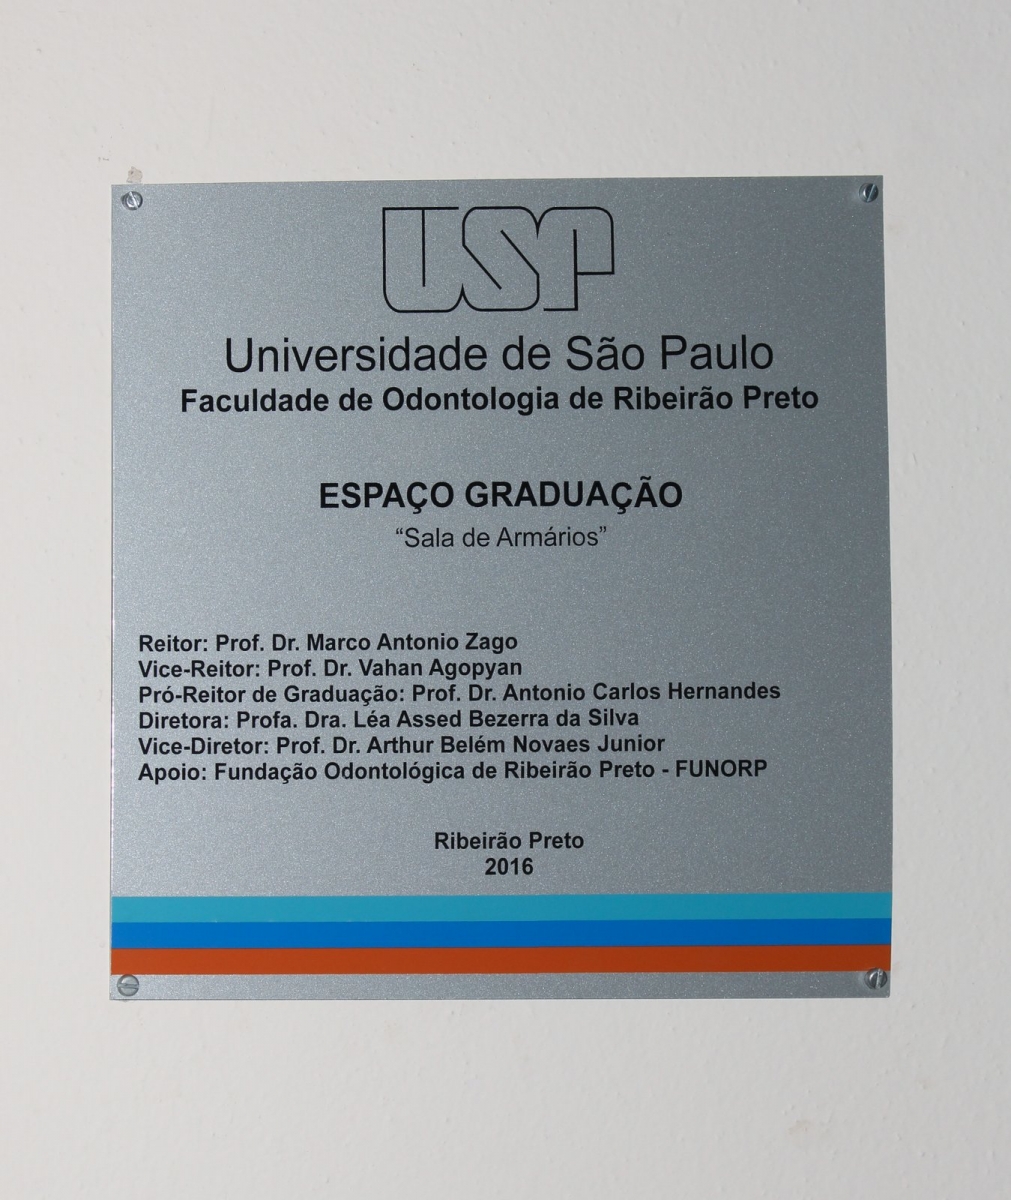 USP
Universidade de São Paulo
Faculdade de Odontologia de Ribeirão Preto
ESPAÇO GRADUAÇÃO
“Sala de Armários”
Reitor: Prof. Dr. Marco Antonio Zago
Vice-Reitor: Prof. Dr. Vahan Agopyan
Pró-Reitor de Graduação: Prof. Dr. Antonio Carlos Hernandes
Diretora: Profa. Dra. Léa Assed Bezerra da Silva
Vice-Diretor: Prof. Dr. Arthur Belém Novaes Junior
Apoio: Fundação Odontológica de Ribeirão Preto - FUNORP
Ribeirão Preto
2016